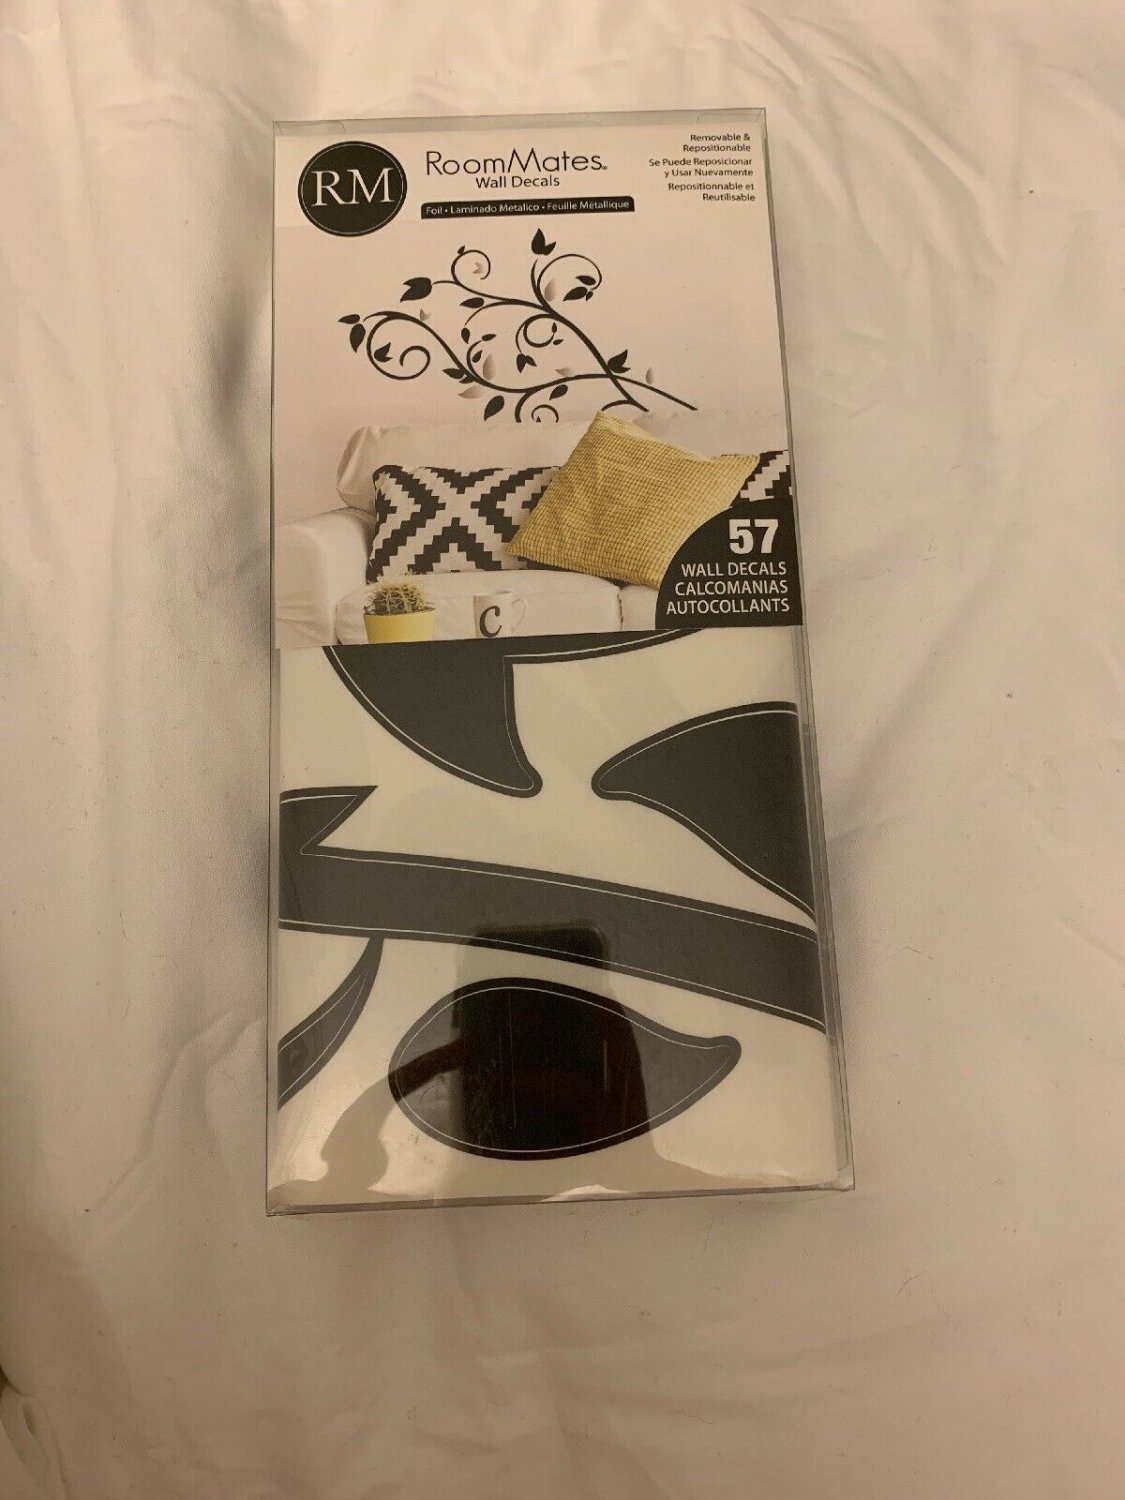 RM
RoomMates®
Wall Decals
Foil • Laminado Metalico • Feuille Métallique
Removable &
Repositionable
Se Puede Reposicionar
y Usar Nuevamente
Repositionnable et
Reutilisable
C
57
WALL DECALS
CALCOMANIAS
AUTOCOLLANTS